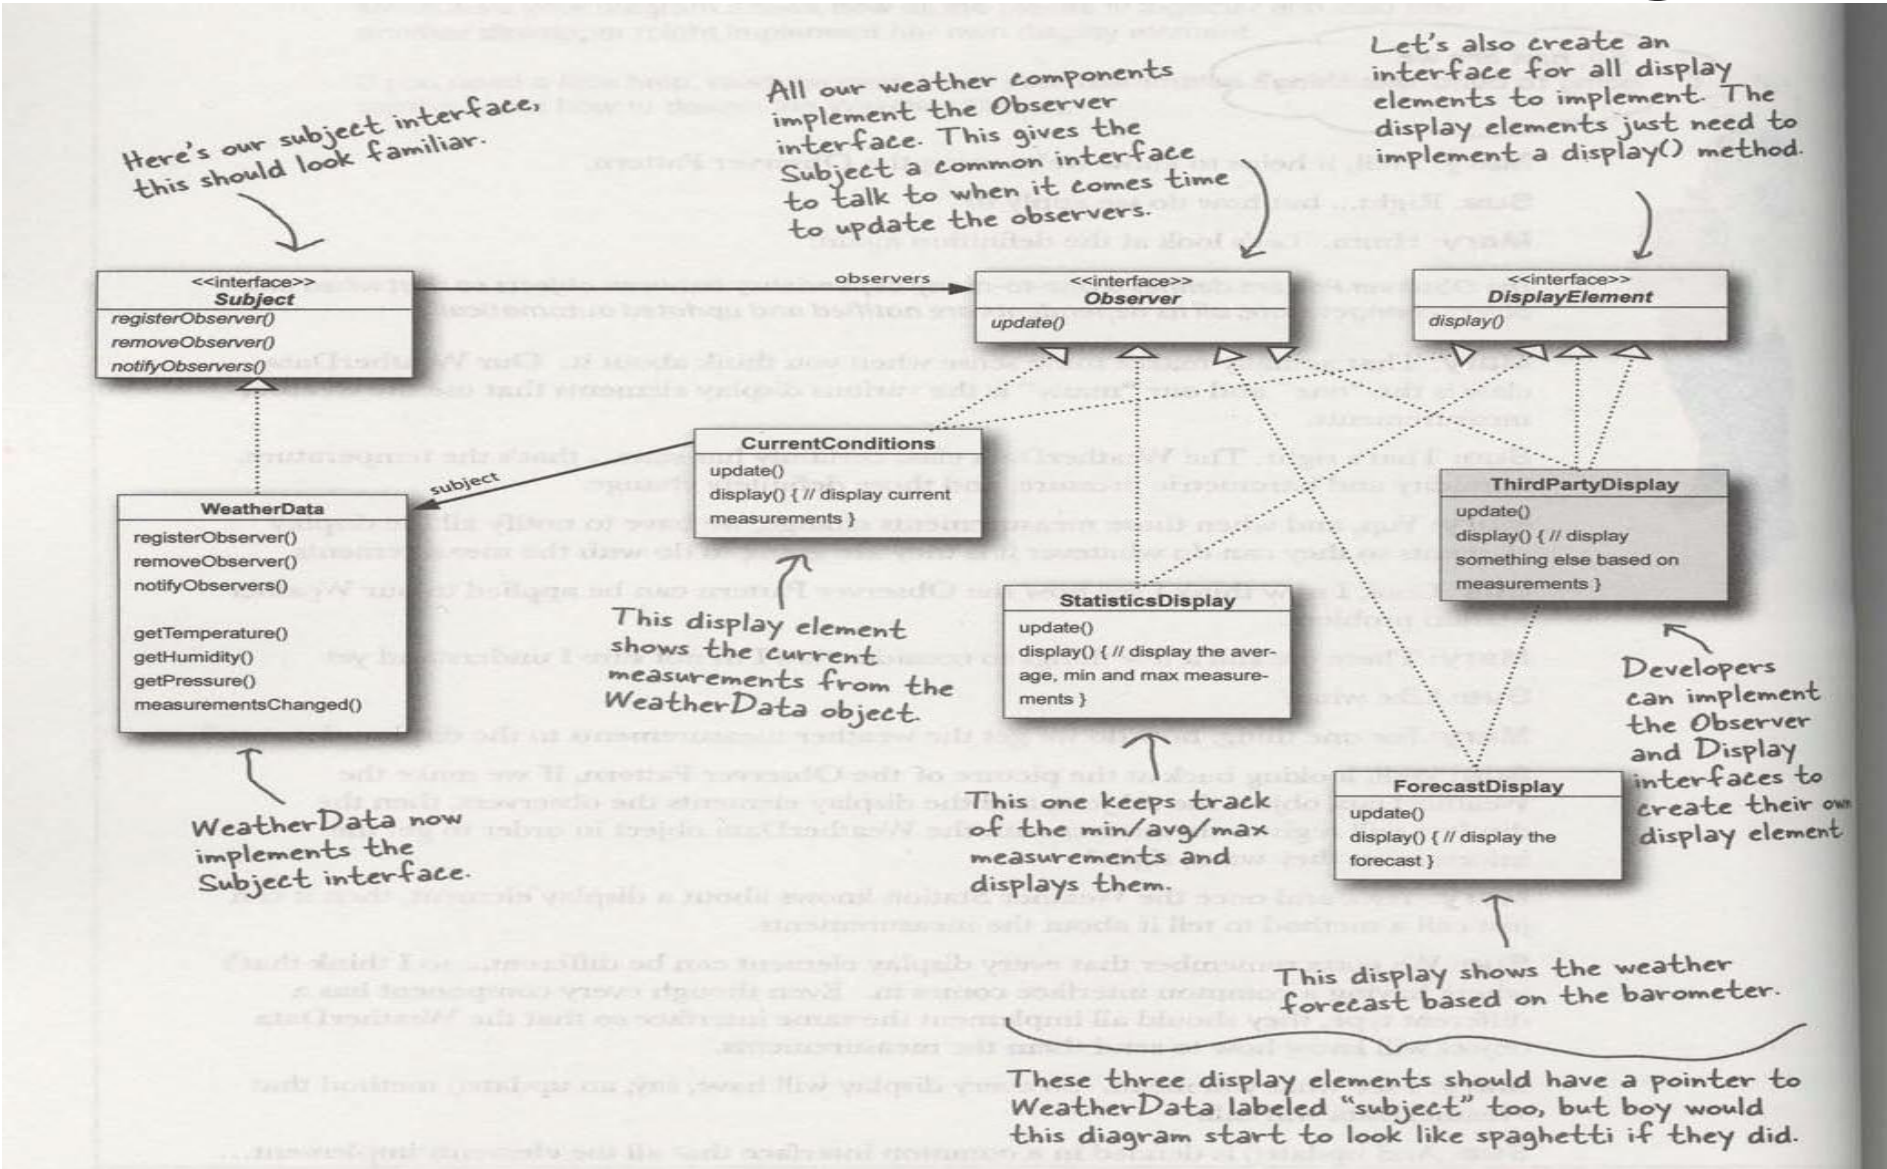 Here's our subject interface,
this should look familiar.
All our weather components
implement the Observer
interface. This gives the
Subject a common interface
to talk to when it comes time
to update the observers.
Let's also create an
interface for all display
elements to implement. The
display elements just need to
implement a display() method.
<<interface>>
Subject
registerObserver()
removeObserver()
notifyObservers()
observers
<<interface>>
Observer
update()
<<interface>>
DisplayElement
display()
subject
CurrentConditions
update()
display() { // display current
measurements }
WeatherData
registerObserver()
removeObserver()
notifyObservers()
getTemperature()
getHumidity()
getPressure()
measurementsChanged()
ThirdPartyDisplay
update()
display() { // display
something else based on
measurements }
StatisticsDisplay
update()
display() { // display the aver-
age, min and max measure-
ments }
This display element
shows the current
measurements from the
WeatherData object.
Developers
can implement
the Observer
and Display
interfaces to
create their own
display element
ForecastDisplay
update()
display() { // display the
forecast }
WeatherData now
implements the
Subject interface.
This one keeps track
of the min/avg/max
measurements and
displays them.
This display shows the weather
forecast based on the barometer.
These three display elements should have a pointer to
WeatherData labeled "subject" too, but boy would
this diagram start to look like spaghetti if they did.